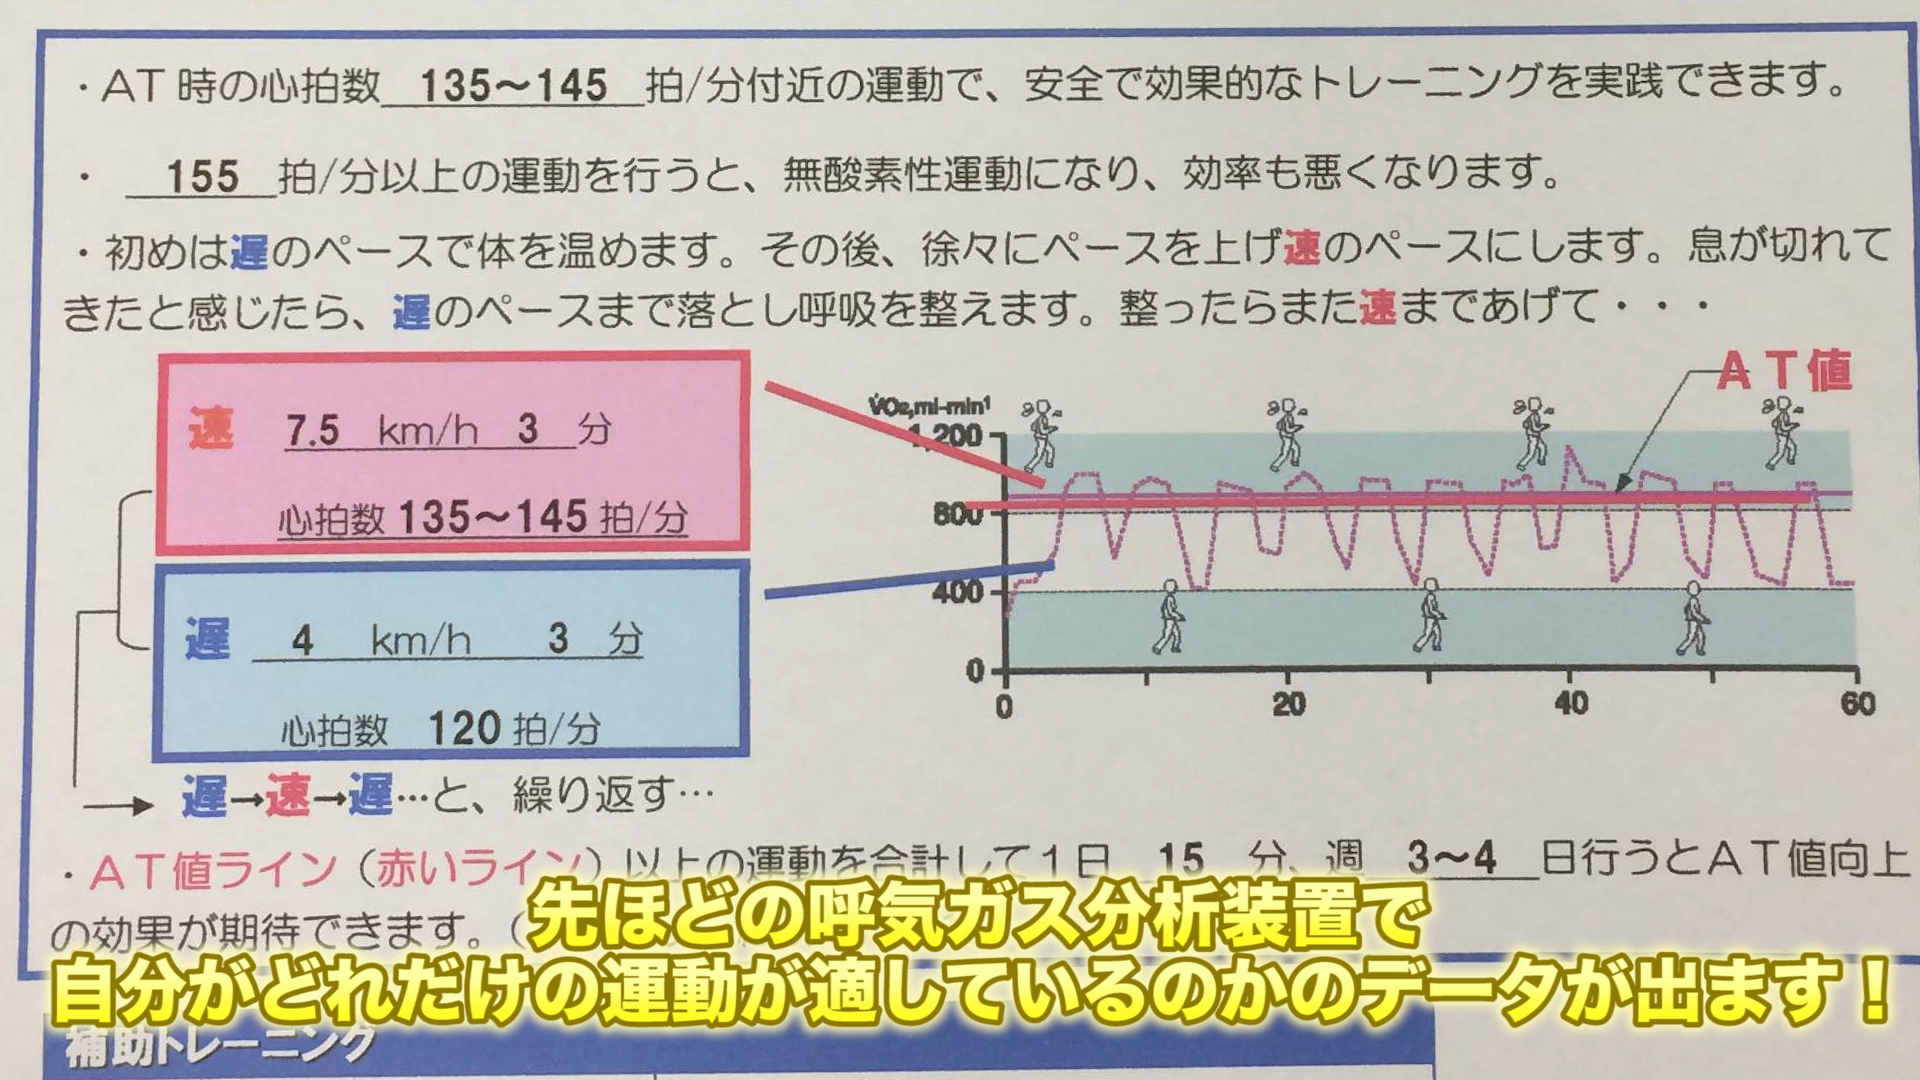 ・AT時の心拍数 135～145 拍/分付近の運動で、安全で効果的なトレーニングを実践できます。
・ 155 拍/分以上の運動を行うと、無酸素性運動になり、効率も悪くなります。
・初めは遅のペースで体を温めます。その後、徐々にペースを上げ速のペースにします。息が切れて
きたと感じたら、遅のペースまで落とし呼吸を整えます。整ったらまた速まであげて・・・
速 7.5 km/h 3 分
心拍数 135～145 拍/分
遅 4 km/h 3 分
心拍数 120 拍/分
遅→速→遅…と、繰り返す…
AT値
V̇O₂,ml-min¹
1,200
800
400
0
0 20 40 60
・AT値ライン（赤いライン）以上の運動を合計して1日 15 分、週 3～4 日行うとAT値向上
の効果が期待できます。（
先ほどの呼気ガス分析装置で
自分がどれだけの運動が適しているのかのデータが出ます！
補助トレーニング